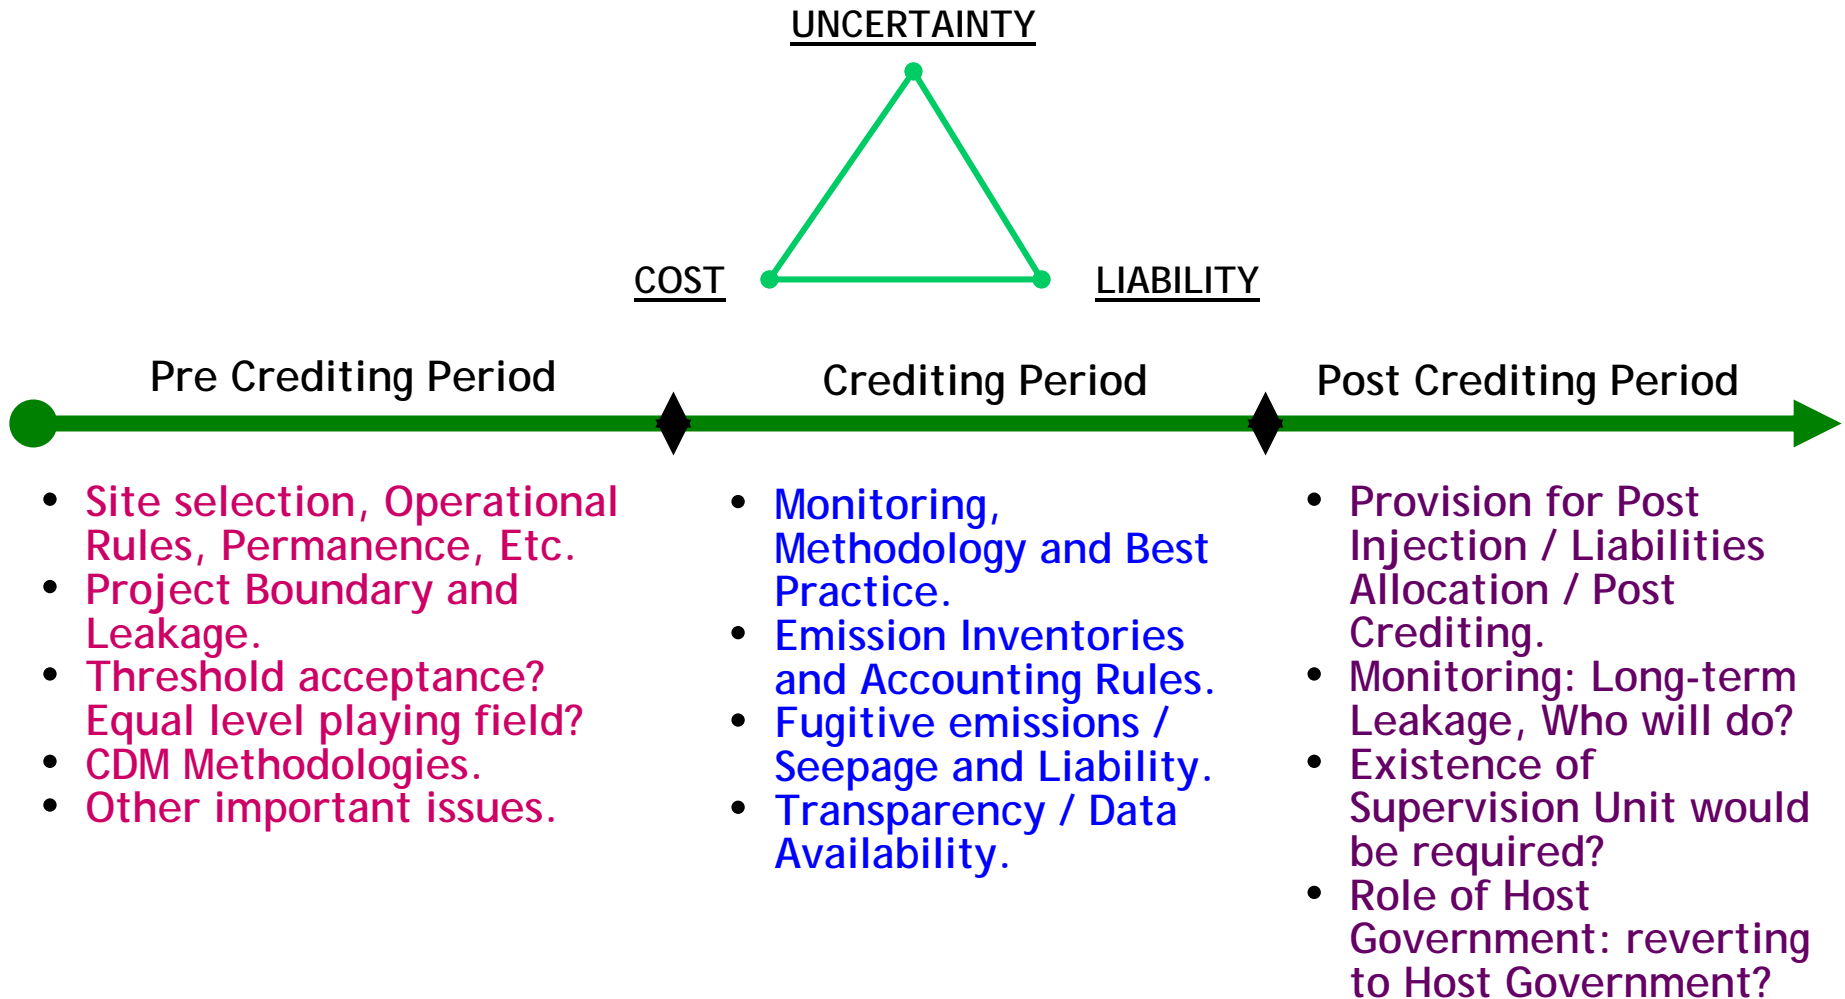 UNCERTAINTY
COST
LIABILITY
Pre Crediting Period
Crediting Period
Post Crediting Period
• Site selection, Operational
Rules, Permanence, Etc.
• Project Boundary and
Leakage.
• Threshold acceptance?
Equal level playing field?
• CDM Methodologies.
• Other important issues.
• Monitoring,
Methodology and Best
Practice.
• Emission Inventories
and Accounting Rules.
• Fugitive emissions /
Seepage and Liability.
• Transparency / Data
Availability.
• Provision for Post
Injection / Liabilities
Allocation / Post
Crediting.
• Monitoring: Long-term
Leakage, Who will do?
• Existence of
Supervision Unit would
be required?
• Role of Host
Government: reverting
to Host Government?